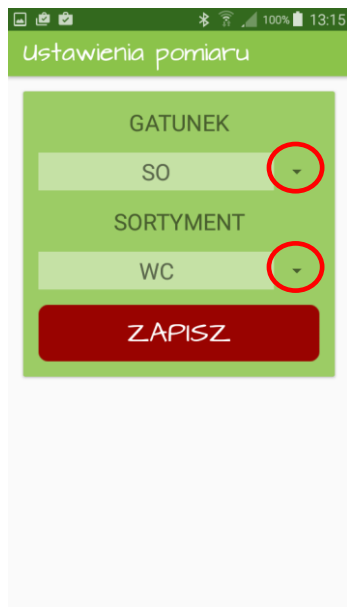 100% 13:15
Ustawienia pomiaru
GATUNEK
SO
SORTYMENT
WC
ZAPISZ